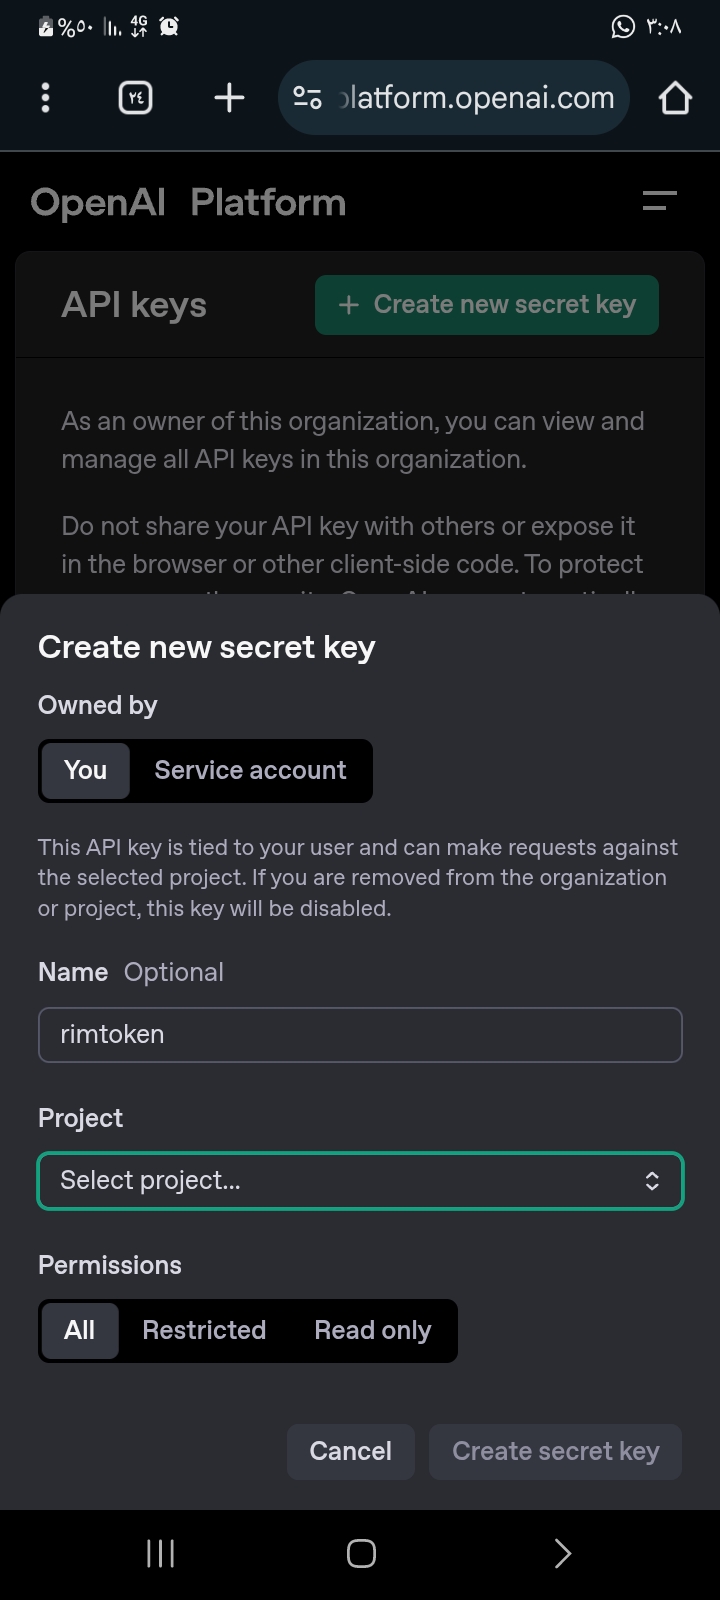 %٥٠ 4G ٣:٠٨
٢٤ platform.openai.com
OpenAI Platform
API keys + Create new secret key
As an owner of this organization, you can view and
manage all API keys in this organization.
Do not share your API key with others or expose it
in the browser or other client-side code. To protect
Create new secret key
Owned by
You Service account
This API key is tied to your user and can make requests against
the selected project. If you are removed from the organization
or project, this key will be disabled.
Name Optional
rimtoken
Project
Select project...
Permissions
All Restricted Read only
Cancel Create secret key